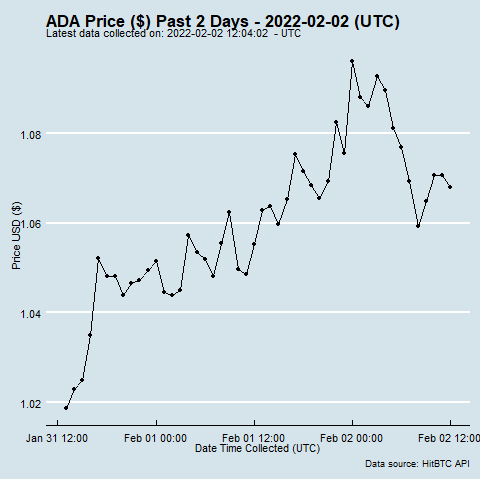 ADA Price ($) Past 2 Days - 2022-02-02 (UTC)
Latest data collected on: 2022-02-02 12:04:02 - UTC
1.08
1.06
1.04
1.02
Price USD ($)
Jan 31 12:00 Feb 01 00:00 Feb 01 12:00 Feb 02 00:00 Feb 02 12:00
Date Time Collected (UTC)
Data source: HitBTC API